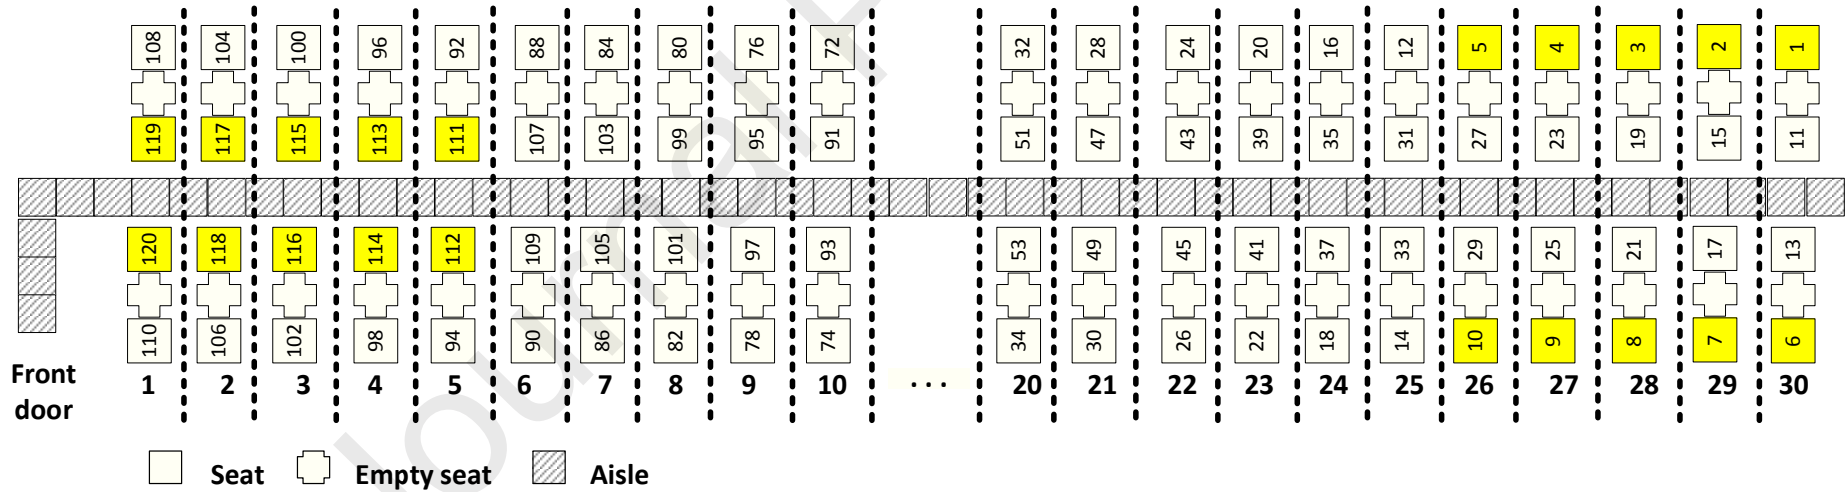 108 104 100 96 92 88 84 80 76 72 32 28 24 20 16 12 5 4 3 2 1
119 117 115 113 111 107 103 99 95 91 51 47 43 39 35 31 27 23 19 15 11
120 118 116 114 112 109 105 101 97 93 53 49 45 41 37 33 29 25 21 17 13
110 106 102 98 94 90 86 82 78 74 34 30 26 22 18 14 10 9 8 7 6
Front
door
1 2 3 4 5 6 7 8 9 10 ... 20 21 22 23 24 25 26 27 28 29 30
Seat Empty seat Aisle
Journal P